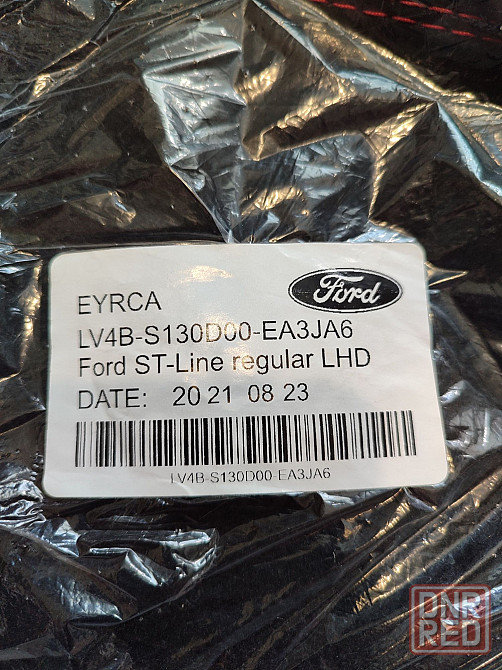 EYRCA
Ford
LV4B-S130D00-EA3JA6
Ford ST-Line regular LHD
DATE: 20 21 08 23
LV4B-S130D00-EA3JA6
DNR
RED